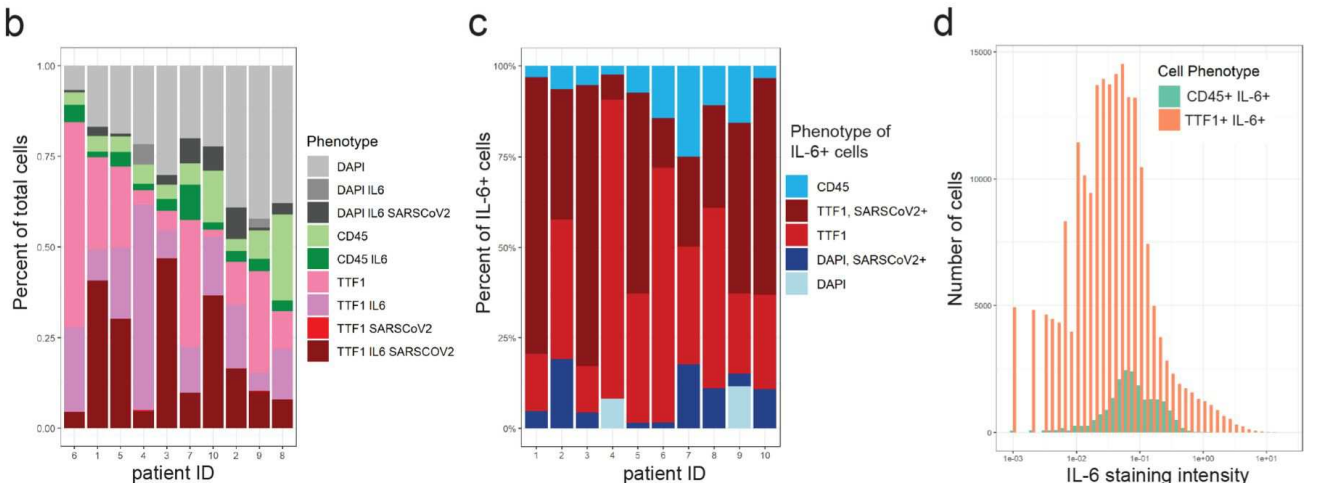 b
Percent of total cells
1.00
0.75
0.50
0.25
0.00
6 1 5 4 3 7 10 2 9 8
patient ID
Phenotype
DAPI
DAPI IL6
DAPI IL6 SARSCoV2
CD45
CD45 IL6
TTF1
TTF1 IL6
TTF1 SARSCoV2
TTF1 IL6 SARSCOV2
c
Percent of IL-6+ cells
100%
75%
50%
25%
0%
1 2 3 4 5 6 7 8 9 10
patient ID
Phenotype of
IL-6+ cells
CD45
TTF1, SARSCOV2+
TTF1
DAPI, SARSCOV2+
DAPI
d
Number of cells
15000
10000
5000
0
1e-03 1e-02 1e-01 1e+00 1e+01
IL-6 staining intensity
Cell Phenotype
CD45+ IL-6+
TTF1+ IL-6+